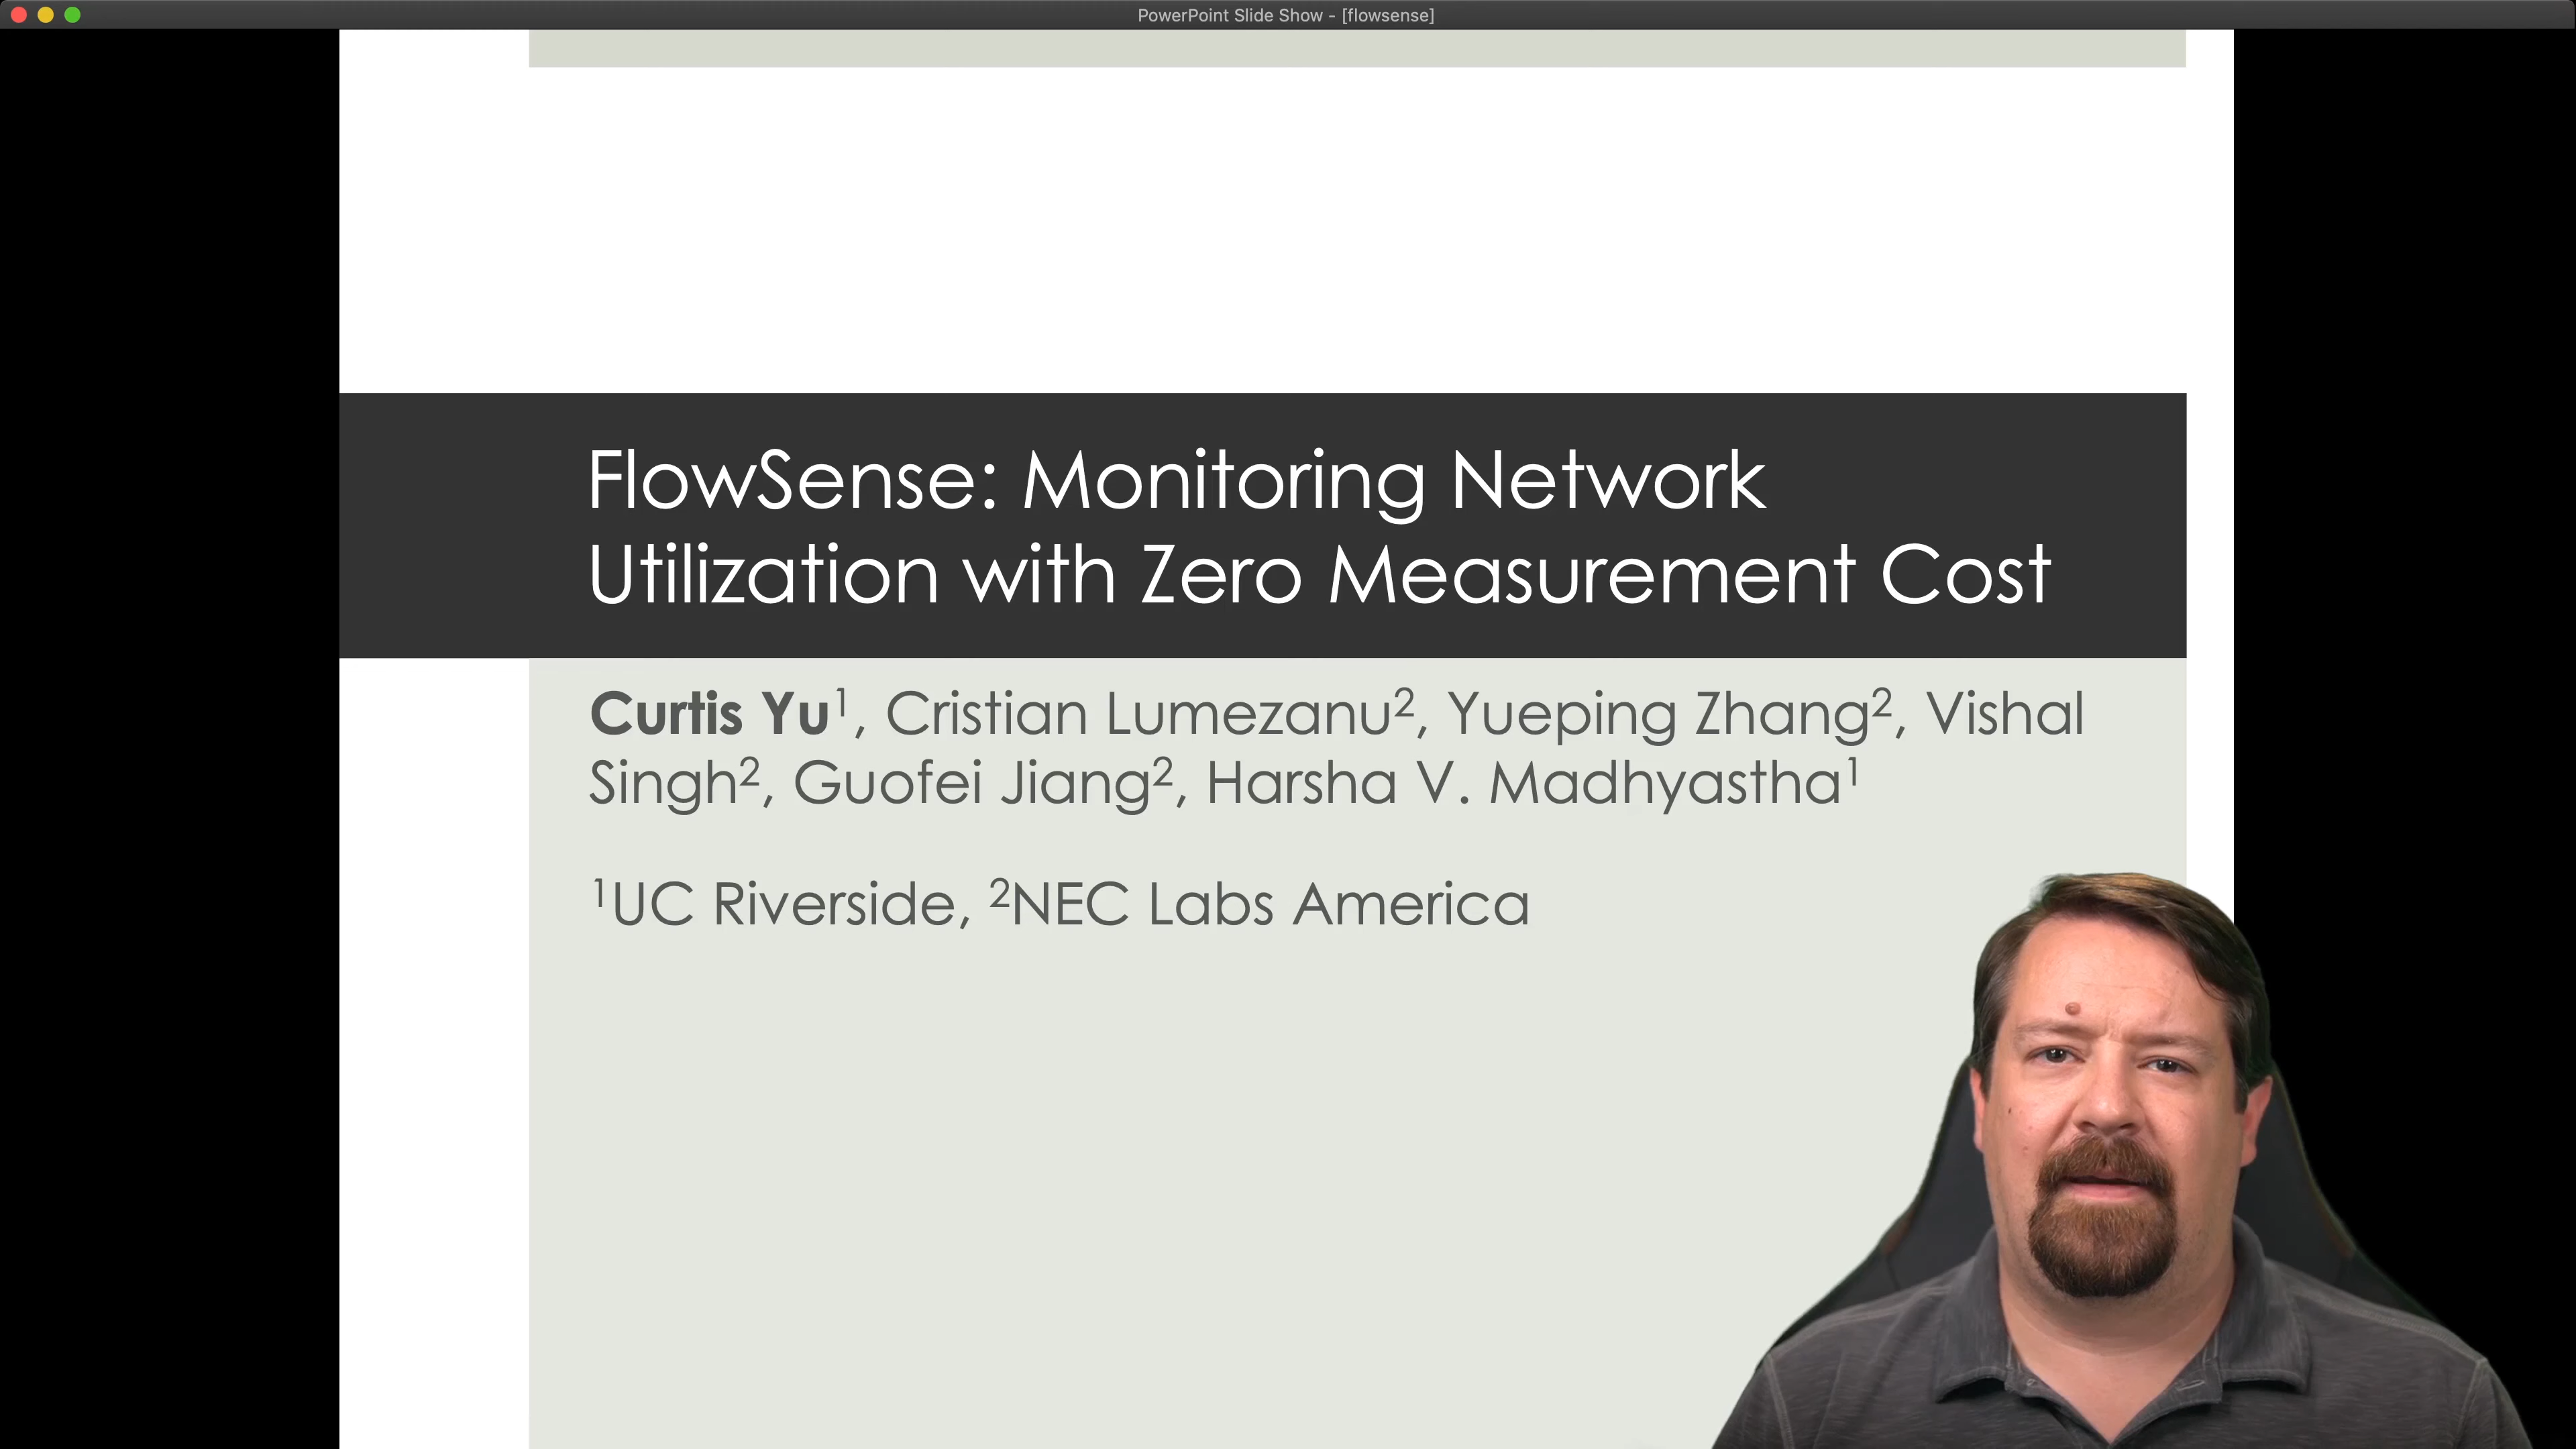 PowerPoint Slide Show - [flowsense]
FlowSense: Monitoring Network
Utilization with Zero Measurement Cost
Curtis Yu¹, Cristian Lumezanu², Yueping Zhang², Vishal
Singh², Guofei Jiang², Harsha V. Madhyastha¹
¹UC Riverside, ²NEC Labs America